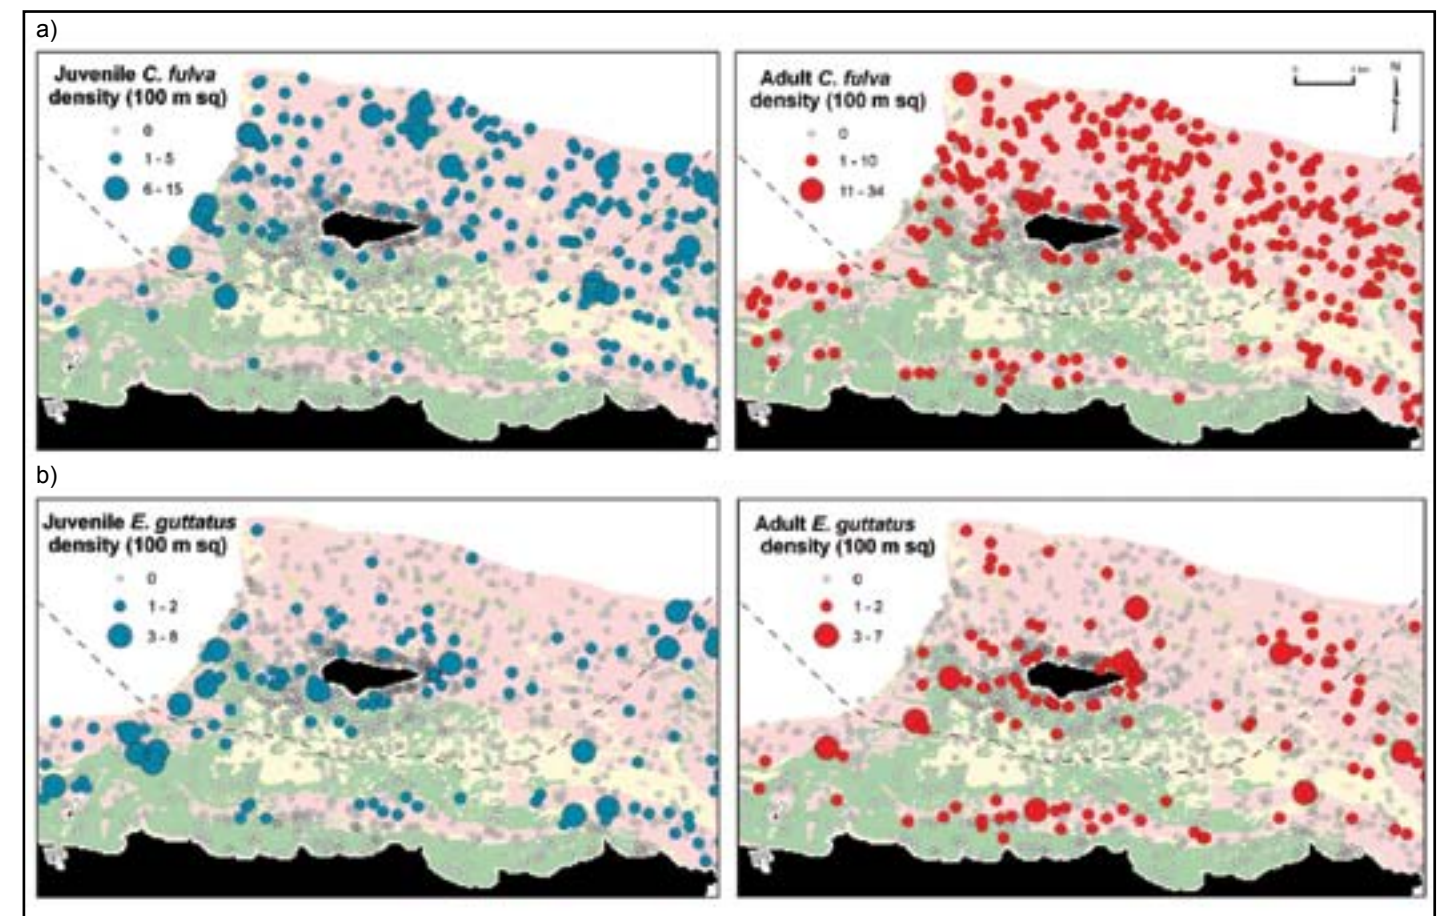 a)
Juvenile C. fulva
density (100 m sq)
0
1 - 5
6 - 15
Adult C. fulva
density (100 m sq)
0
1 - 10
11 - 34
N
b)
Juvenile E. guttatus
density (100 m sq)
0
1 - 2
3 - 8
Adult E. guttatus
density (100 m sq)
0
1 - 2
3 - 7